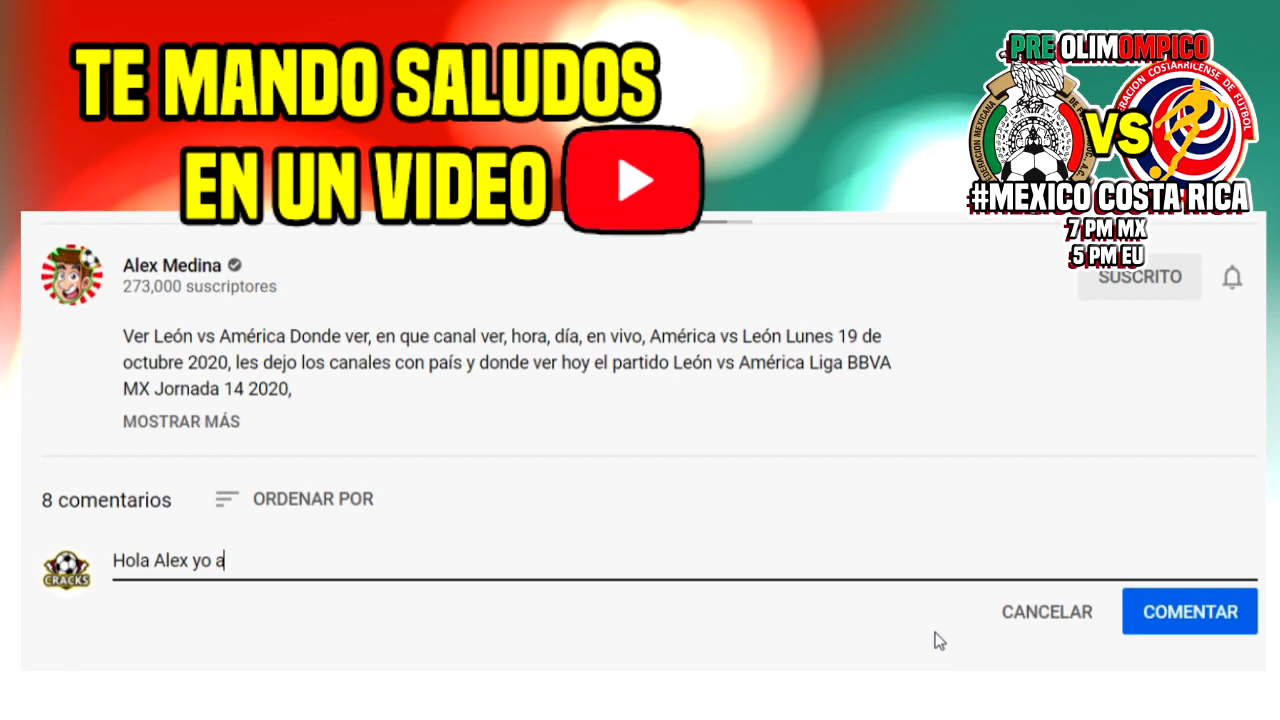 TE MANDO SALUDOS
EN UN VIDEO
PRE OLIMOMPICO
VS
#MEXICO COSTA RICA
7 PM MX
5 PM EU
Alex Medina
273,000 suscriptores
SUSCRITO
Ver León vs América Donde ver, en que canal ver, hora, día, en vivo, América vs León Lunes 19 de
octubre 2020, les dejo los canales con país y donde ver hoy el partido León vs América Liga BBVA
MX Jornada 14 2020,
MOSTRAR MÁS
8 comentarios
ORDENAR POR
CRACKS
Hola Alex yo a
CANCELAR
COMENTAR